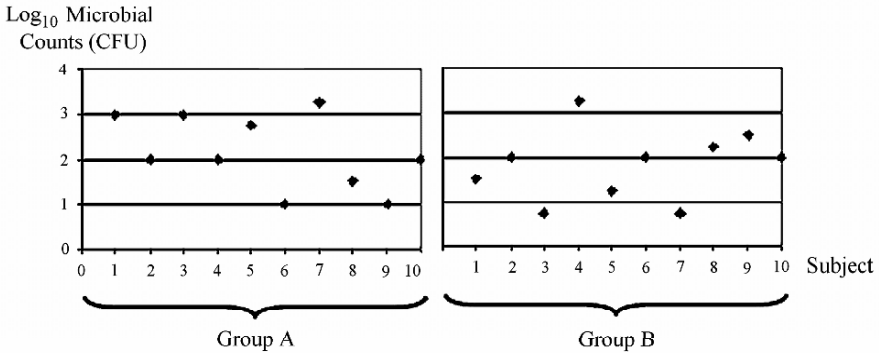 Log10 Microbial
Counts (CFU)
4
3
2
1
0
0 1 2 3 4 5 6 7 8 9 10
1 2 3 4 5 6 7 8 9 10 Subject
Group A
Group B